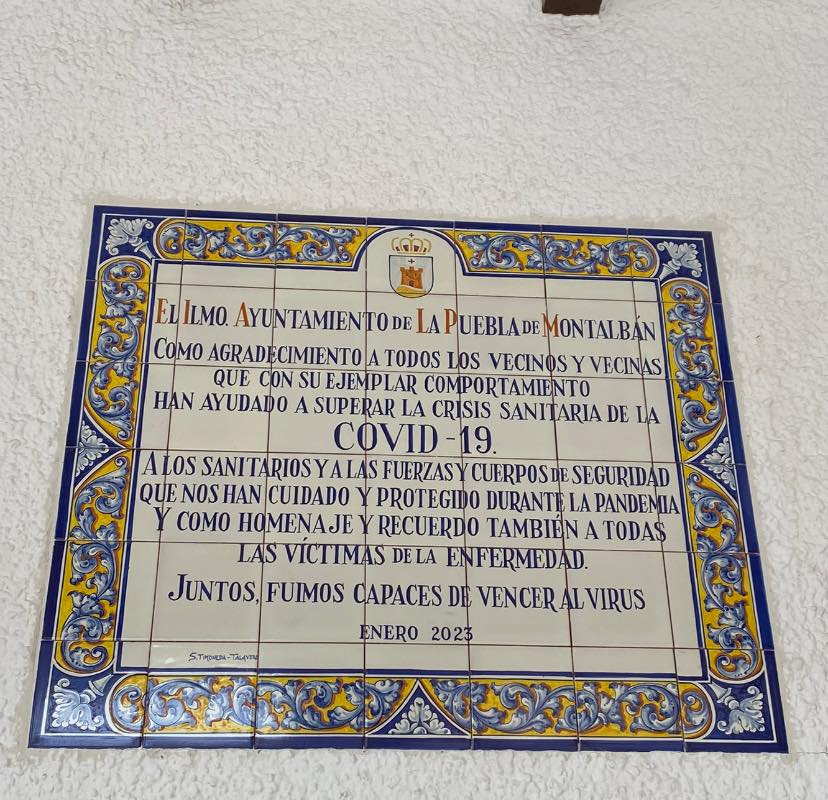 El Ilmo. Ayuntamiento de La Puebla de Montalbán
Como agradecimiento a todos los vecinos y vecinas
que con su ejemplar comportamiento
han ayudado a superar la crisis sanitaria de la
COVID-19.
A los sanitarios y a las fuerzas y cuerpos de seguridad
que nos han cuidado y protegido durante la pandemia
Y como homenaje y recuerdo también a todas
las víctimas de la enfermedad.
Juntos, fuimos capaces de vencer al virus
enero 2023
S. Timoneda - Talavera